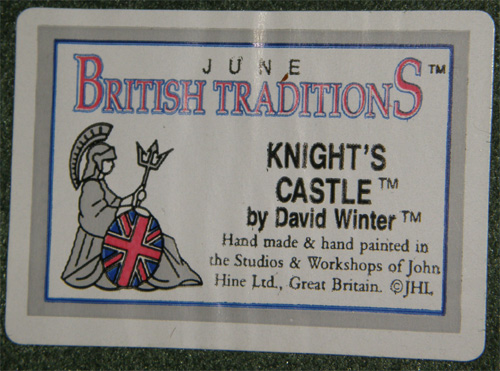 JUNE
BRITISH TRADITIONS™
KNIGHT'S
CASTLE™
by David Winter™
Hand made & hand painted in
the Studios & Workshops of John
Hine Ltd., Great Britain. ©JHL